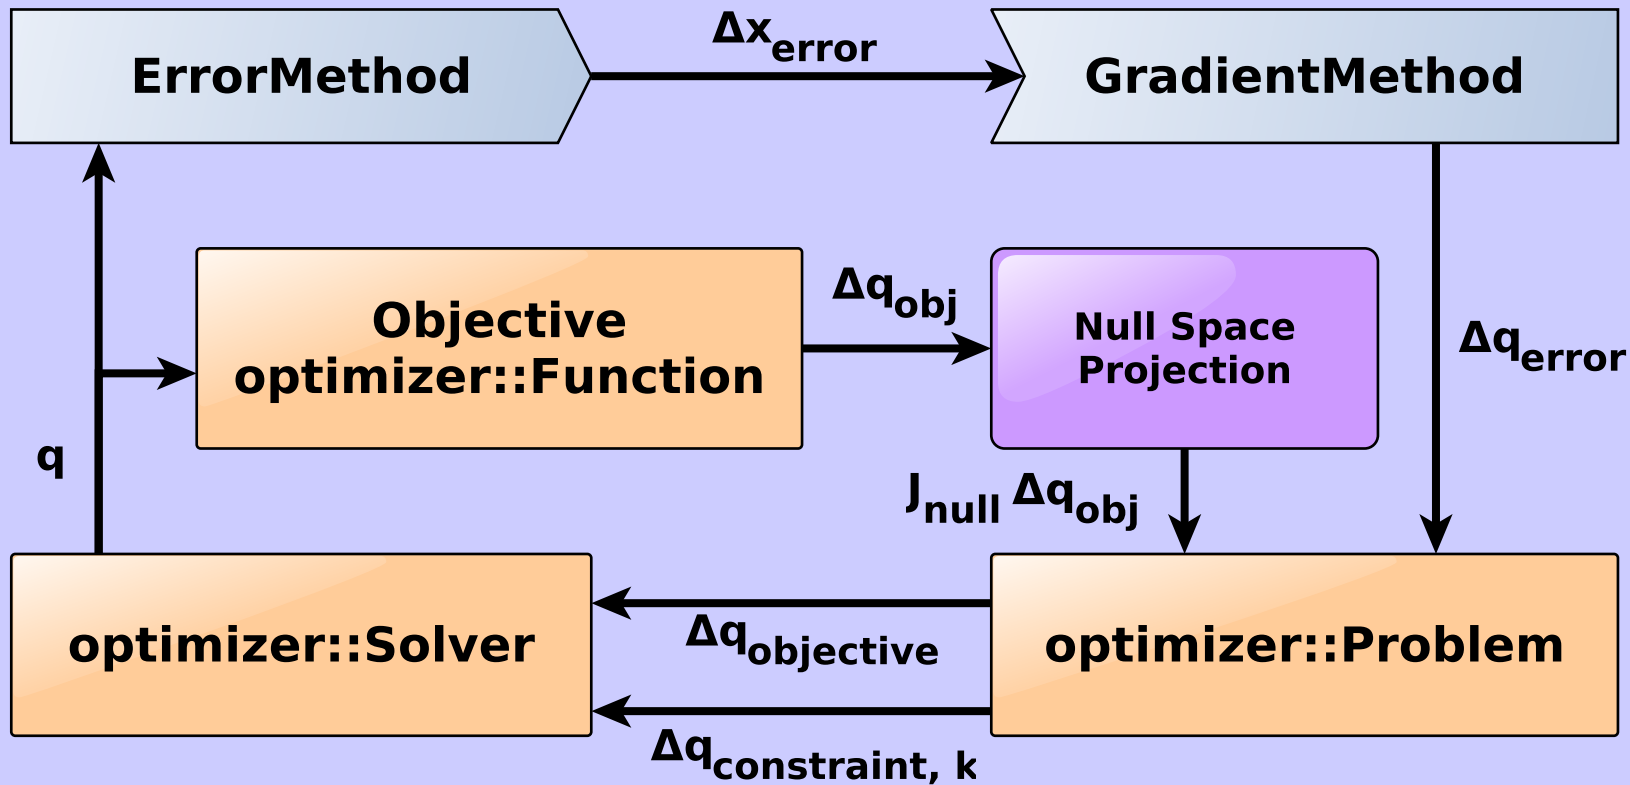 Δx_error
ErrorMethod
GradientMethod
Objective
optimizer::Function
Δq_obj
Null Space
Projection
Δq_error
q
J_null Δq_obj
optimizer::Solver
Δq_objective
optimizer::Problem
Δq_constraint, k